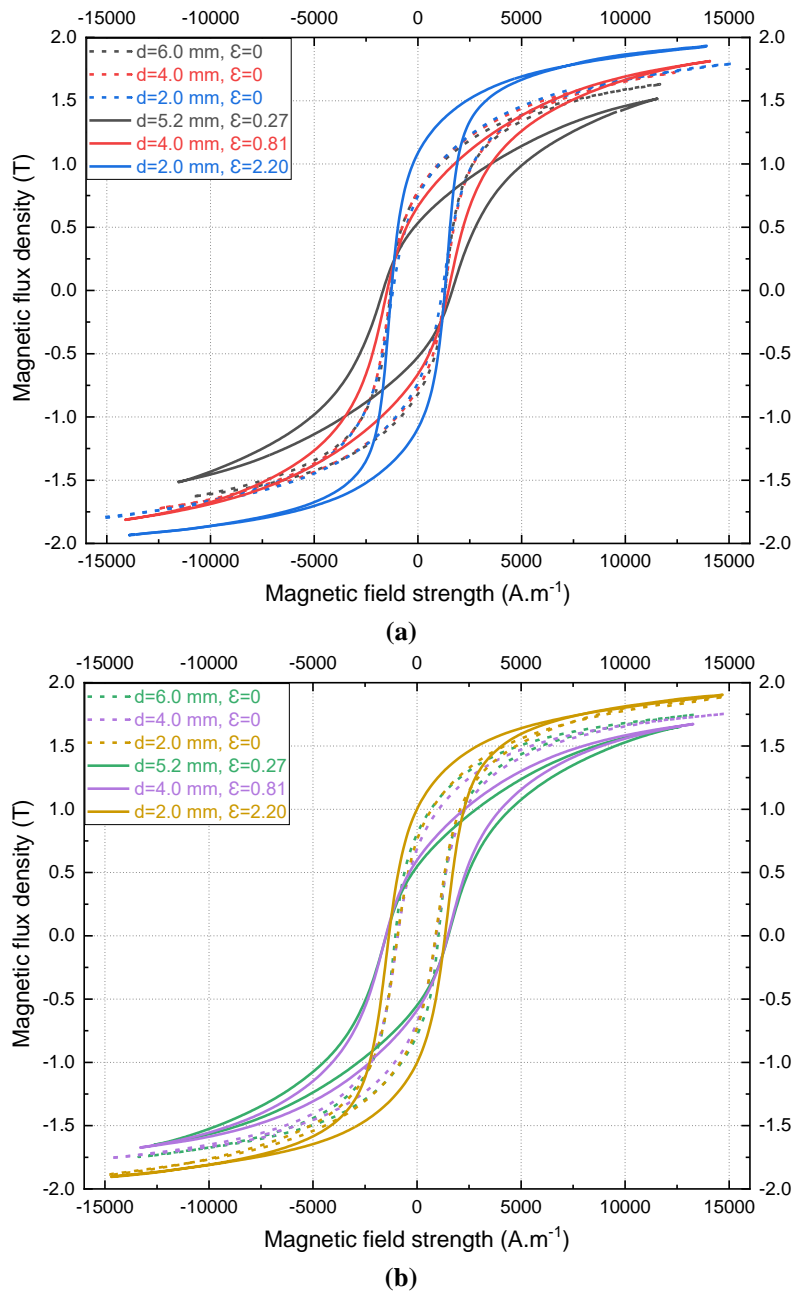 -15000 -10000 -5000 0 5000 10000 15000
2.0 2.0
d=6.0 mm, Ɛ=0
d=4.0 mm, Ɛ=0
d=2.0 mm, Ɛ=0
d=5.2 mm, Ɛ=0.27
d=4.0 mm, Ɛ=0.81
d=2.0 mm, Ɛ=2.20
1.5 1.5
1.0 1.0
0.5 0.5
0.0 0.0
-0.5 -0.5
-1.0 -1.0
-1.5 -1.5
-2.0 -2.0
Magnetic flux density (T)
-15000 -10000 -5000 0 5000 10000 15000
Magnetic field strength (A.m⁻¹)
(a)
-15000 -10000 -5000 0 5000 10000 15000
2.0 2.0
d=6.0 mm, Ɛ=0
d=4.0 mm, Ɛ=0
d=2.0 mm, Ɛ=0
d=5.2 mm, Ɛ=0.27
d=4.0 mm, Ɛ=0.81
d=2.0 mm, Ɛ=2.20
1.5 1.5
1.0 1.0
0.5 0.5
0.0 0.0
-0.5 -0.5
-1.0 -1.0
-1.5 -1.5
-2.0 -2.0
Magnetic flux density (T)
-15000 -10000 -5000 0 5000 10000 15000
Magnetic field strength (A.m⁻¹)
(b)